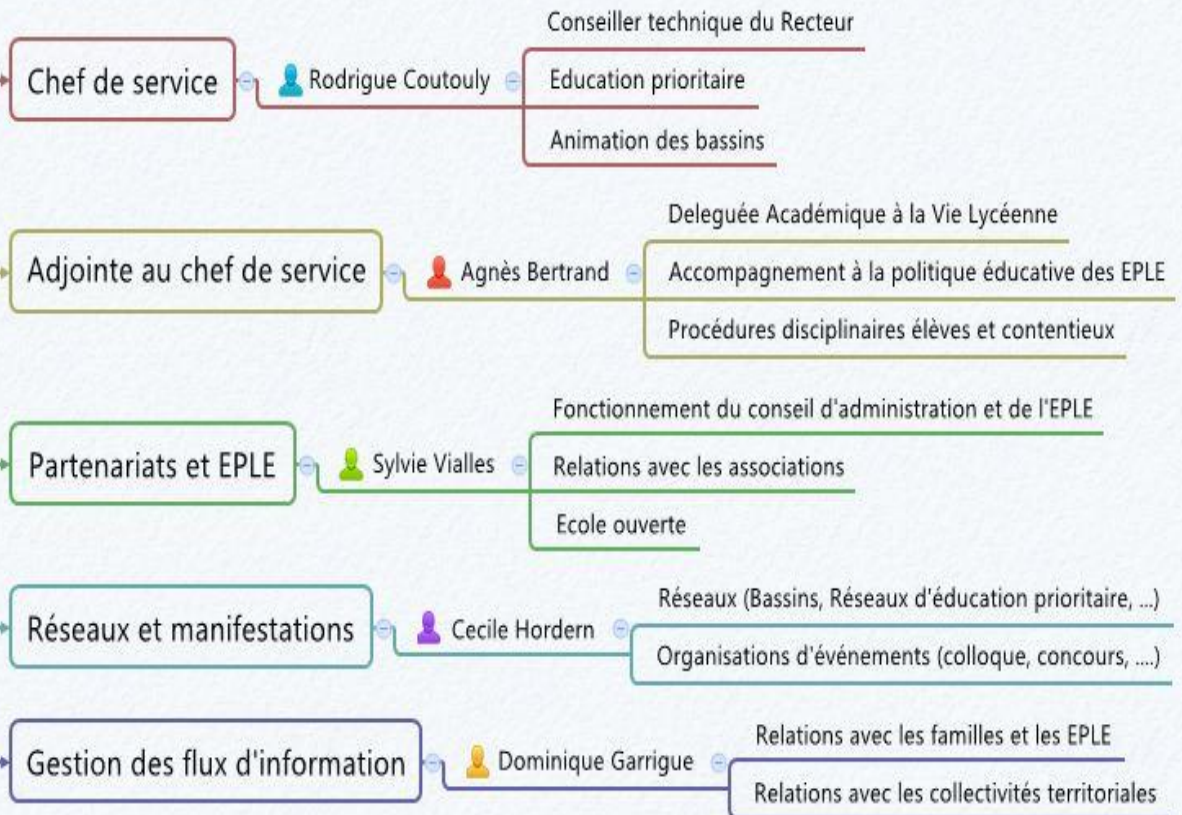 Chef de service
Rodrigue Coutouly
Conseiller technique du Recteur
Education prioritaire
Animation des bassins
Adjointe au chef de service
Agnès Bertrand
Deleguée Académique à la Vie Lycéenne
Accompagnement à la politique éducative des EPLE
Procédures disciplinaires élèves et contentieux
Partenariats et EPLE
Sylvie Vialles
Fonctionnement du conseil d'administration et de l'EPLE
Relations avec les associations
Ecole ouverte
Réseaux et manifestations
Cecile Hordern
Réseaux (Bassins, Réseaux d'éducation prioritaire, ...)
Organisations d'événements (colloque, concours, ....)
Gestion des flux d'information
Dominique Garrigue
Relations avec les familles et les EPLE
Relations avec les collectivités territoriales